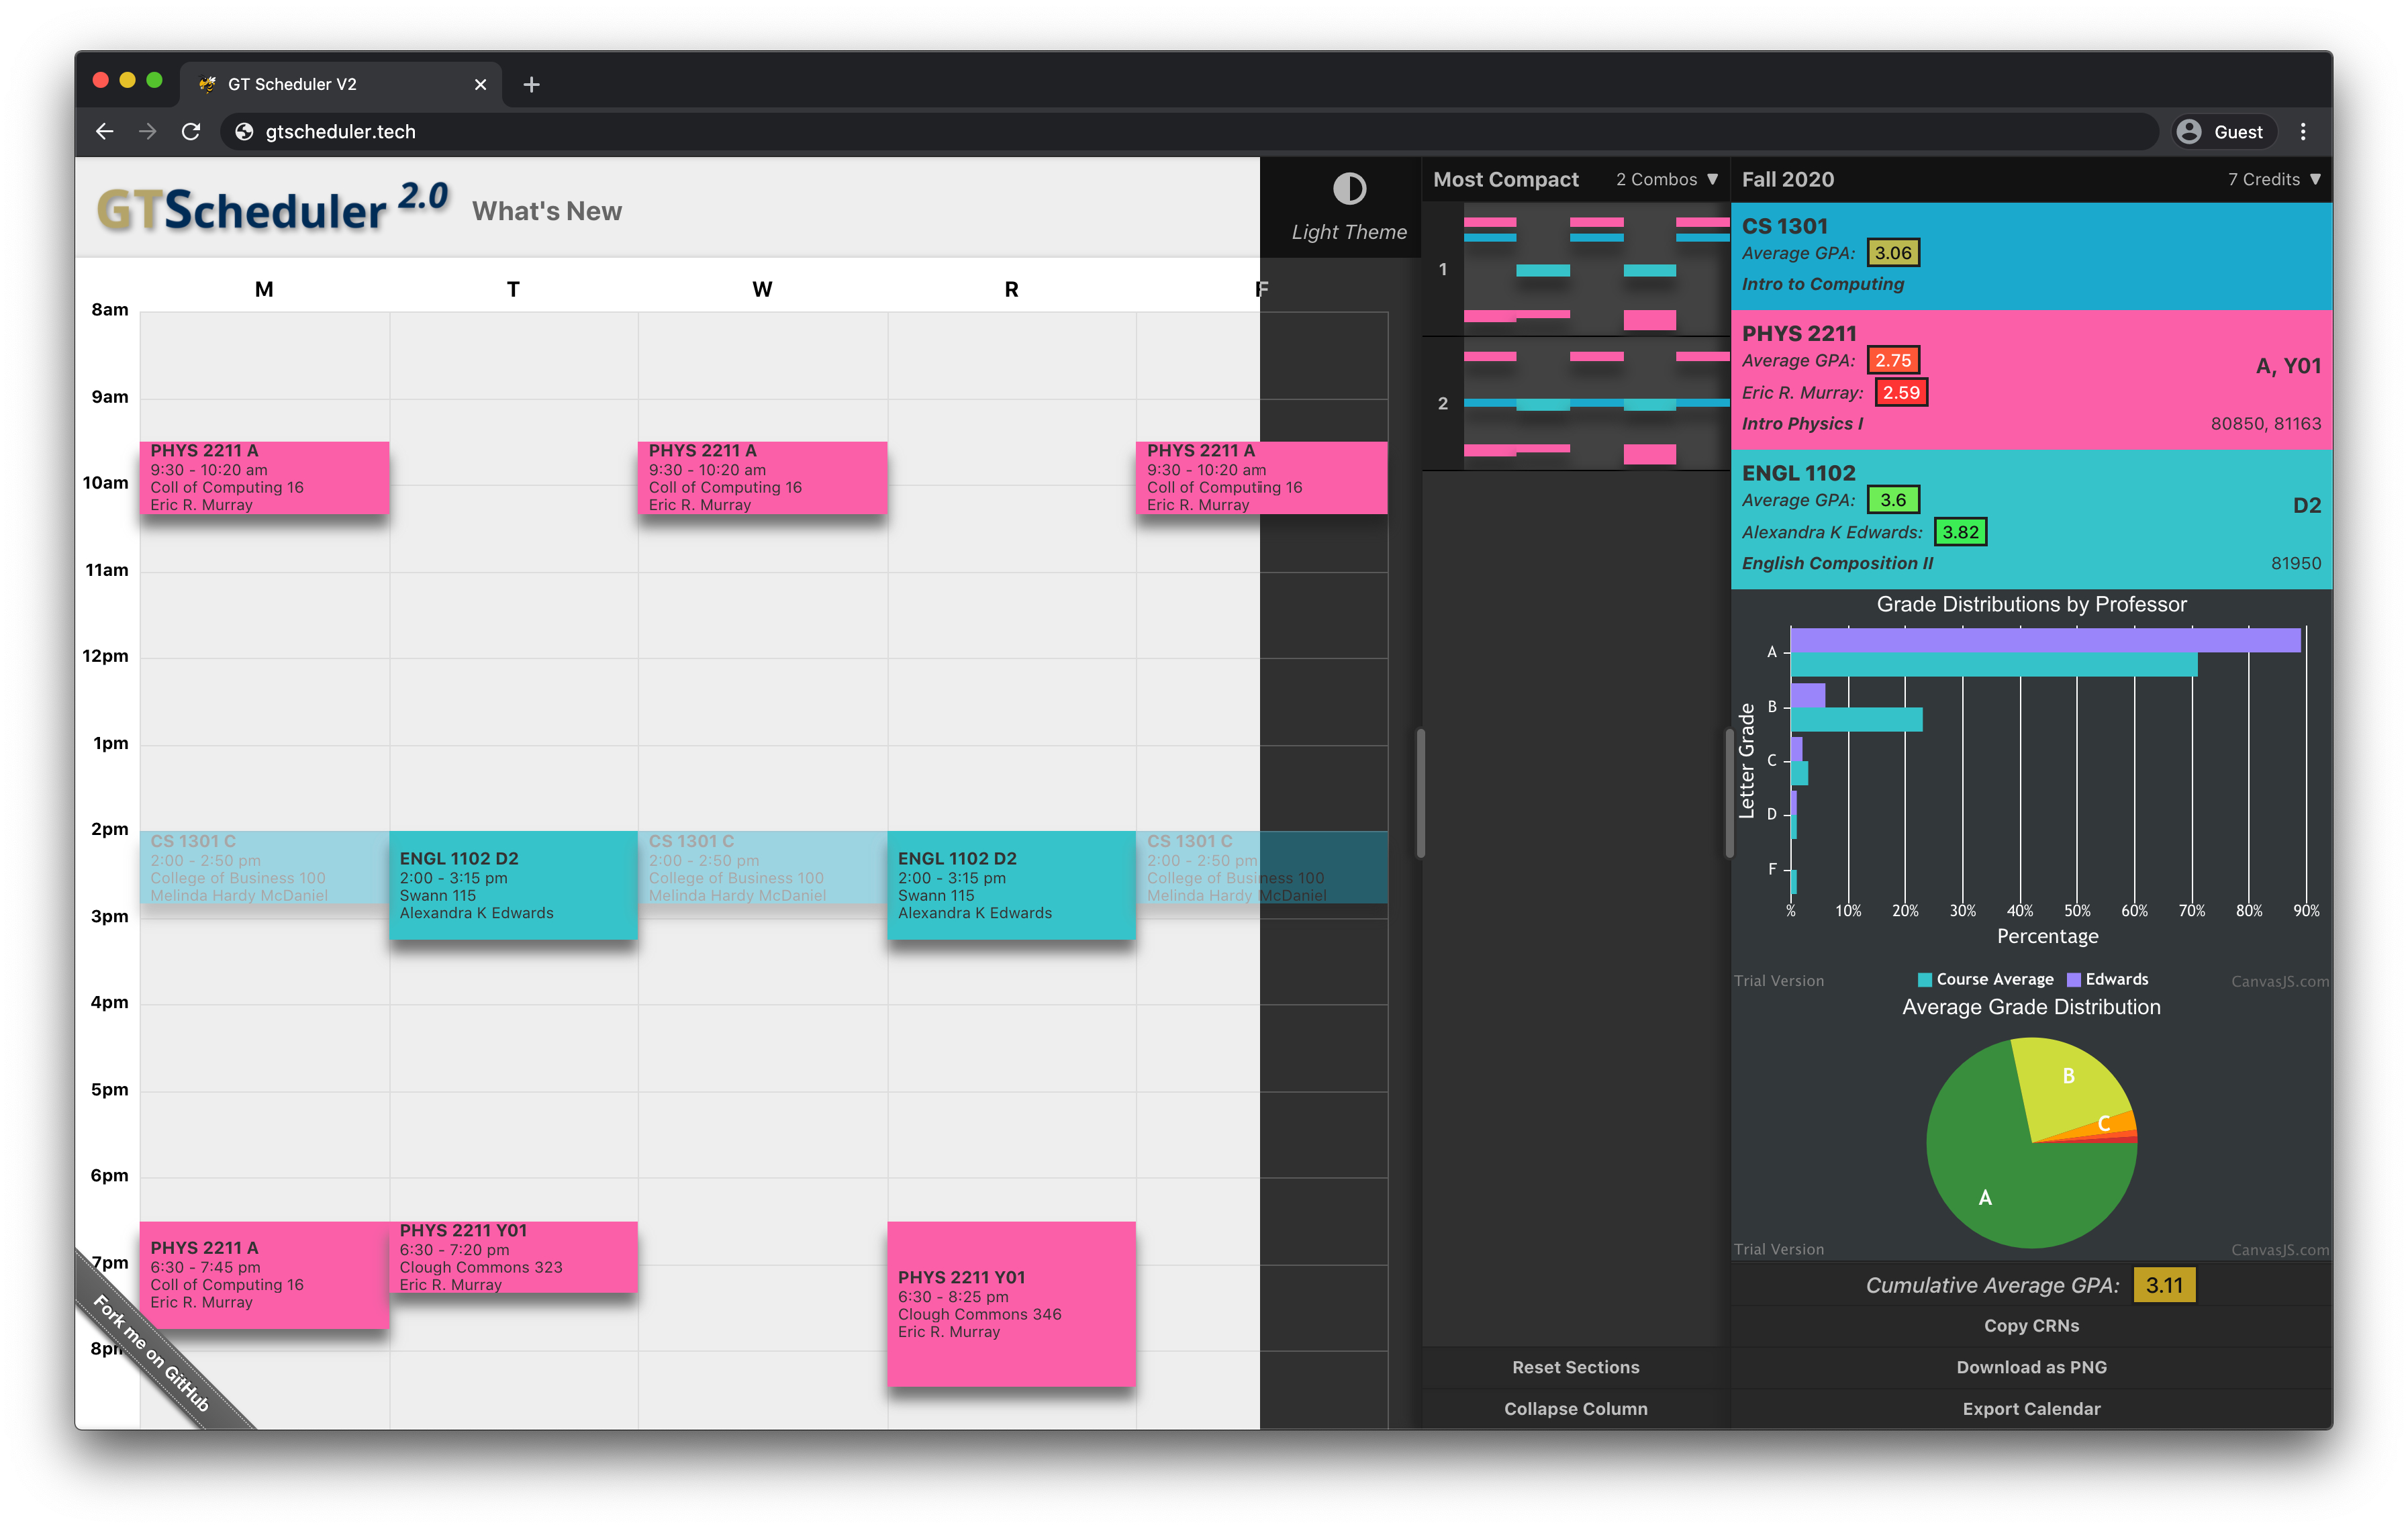 GT Scheduler V2
gtscheduler.tech
Guest
GTScheduler 2.0
What's New
Light Theme
M T W R F
8am
9am
10am
11am
12pm
1pm
2pm
3pm
4pm
5pm
6pm
7pm
8pm
PHYS 2211 A
9:30 - 10:20 am
Coll of Computing 16
Eric R. Murray
PHYS 2211 A
9:30 - 10:20 am
Coll of Computing 16
Eric R. Murray
PHYS 2211 A
9:30 - 10:20 am
Coll of Computing 16
Eric R. Murray
CS 1301 C
2:00 - 2:50 pm
College of Business 100
Melinda Hardy McDaniel
ENGL 1102 D2
2:00 - 3:15 pm
Swann 115
Alexandra K Edwards
CS 1301 C
2:00 - 2:50 pm
College of Business 100
Melinda Hardy McDaniel
ENGL 1102 D2
2:00 - 3:15 pm
Swann 115
Alexandra K Edwards
CS 1301 C
2:00 - 2:50 pm
College of Business 100
Melinda Hardy McDaniel
PHYS 2211 A
6:30 - 7:45 pm
Coll of Computing 16
Eric R. Murray
PHYS 2211 Y01
6:30 - 7:20 pm
Clough Commons 323
Eric R. Murray
PHYS 2211 Y01
6:30 - 8:25 pm
Clough Commons 346
Eric R. Murray
Fork me on GitHub
Most Compact 2 Combos ▼
1
2
Reset Sections
Collapse Column
Fall 2020 7 Credits ▼
CS 1301
Average GPA: 3.06
Intro to Computing
PHYS 2211
Average GPA: 2.75
A, Y01
Eric R. Murray: 2.59
Intro Physics I 80850, 81163
ENGL 1102
Average GPA: 3.6
D2
Alexandra K Edwards: 3.82
English Composition II 81950
Grade Distributions by Professor
Letter Grade
A
B
C
D
F
% 10% 20% 30% 40% 50% 60% 70% 80% 90%
Percentage
Trial Version Course Average Edwards CanvasJS.com
Average Grade Distribution
B
C
A
Trial Version CanvasJS.com
Cumulative Average GPA: 3.11
Copy CRNs
Download as PNG
Export Calendar